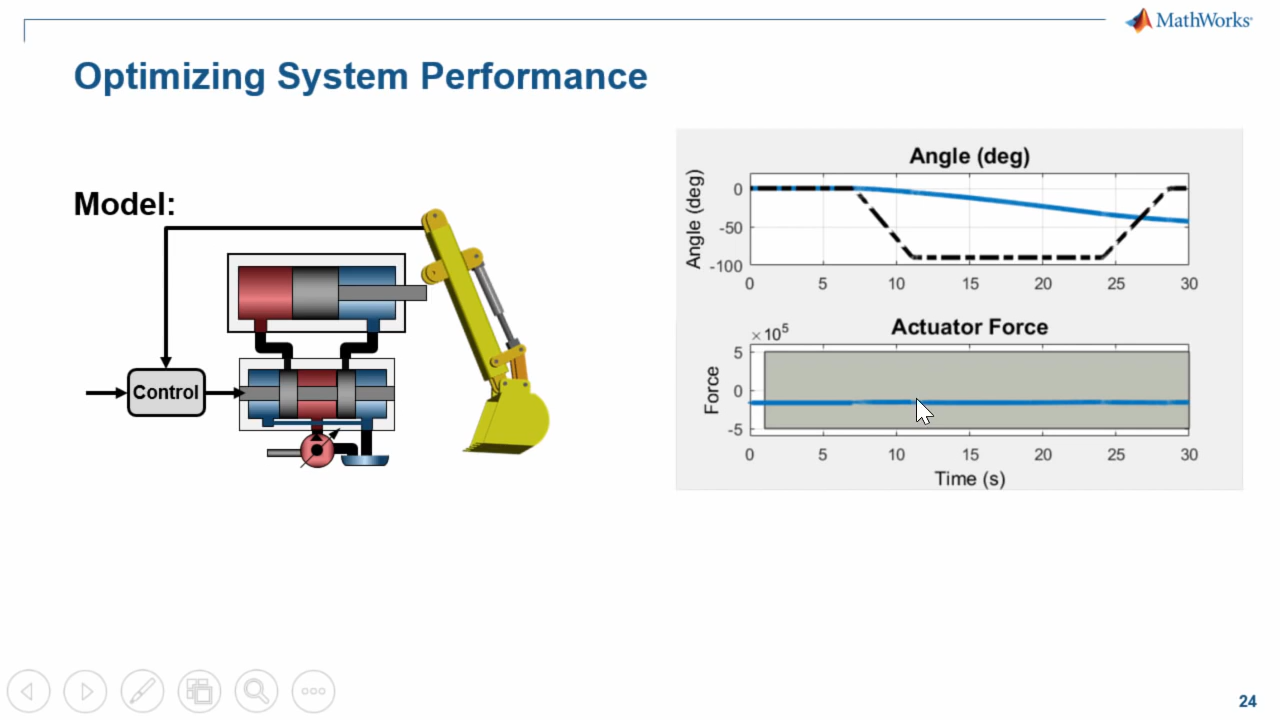 MathWorks
Optimizing System Performance
Model:
Control
Angle (deg)
Angle (deg)
0
-50
-100
0 5 10 15 20 25 30
Actuator Force
×10⁵
Force
5
0
-5
0 5 10 15 20 25 30
Time (s)
24